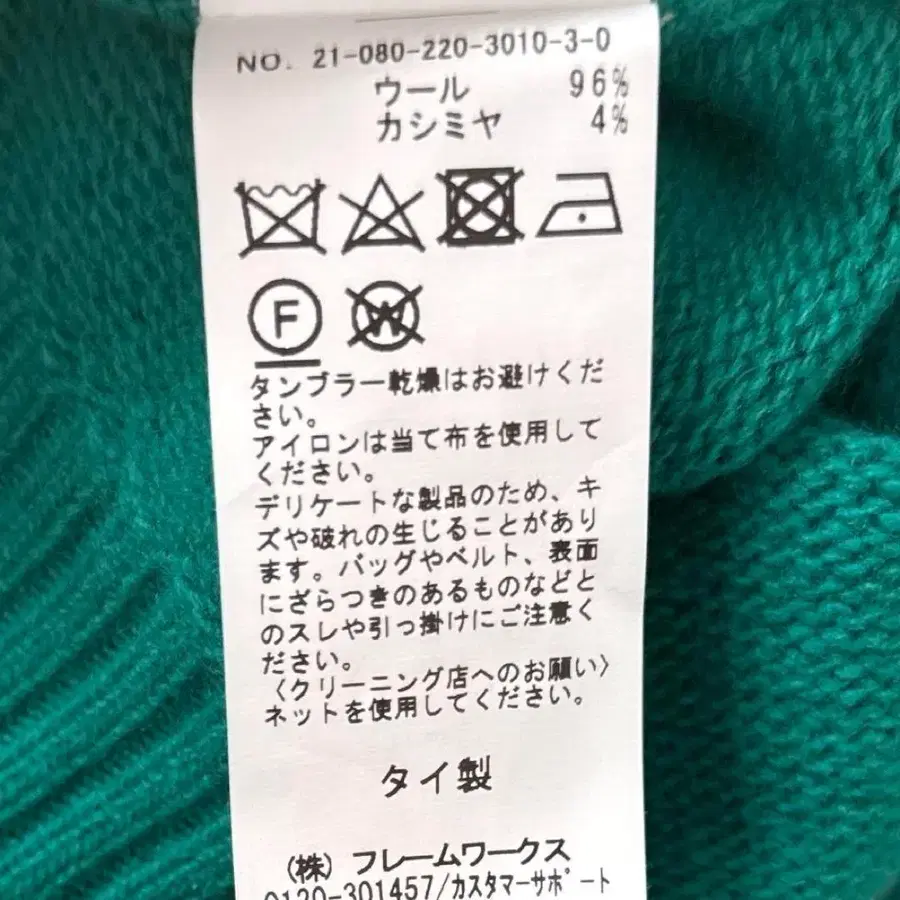 NO. 21-080-220-3010-3-0
ウール 96%
カシミヤ 4%
F
W
タンブラー乾燥はお避けくだ
さい。
アイロンは当て布を使用して
ください。
デリケートな製品のため、キ
ズや破れの生じることがあり
ます。バッグやベルト、表面
にざらつきのあるものなどと
のスレや引っ掛けにご注意く
ださい。
〈クリーニング店へのお願い〉
ネットを使用してください。
タイ製
(株)フレームワークス
0120-301457/カスタマーサポート